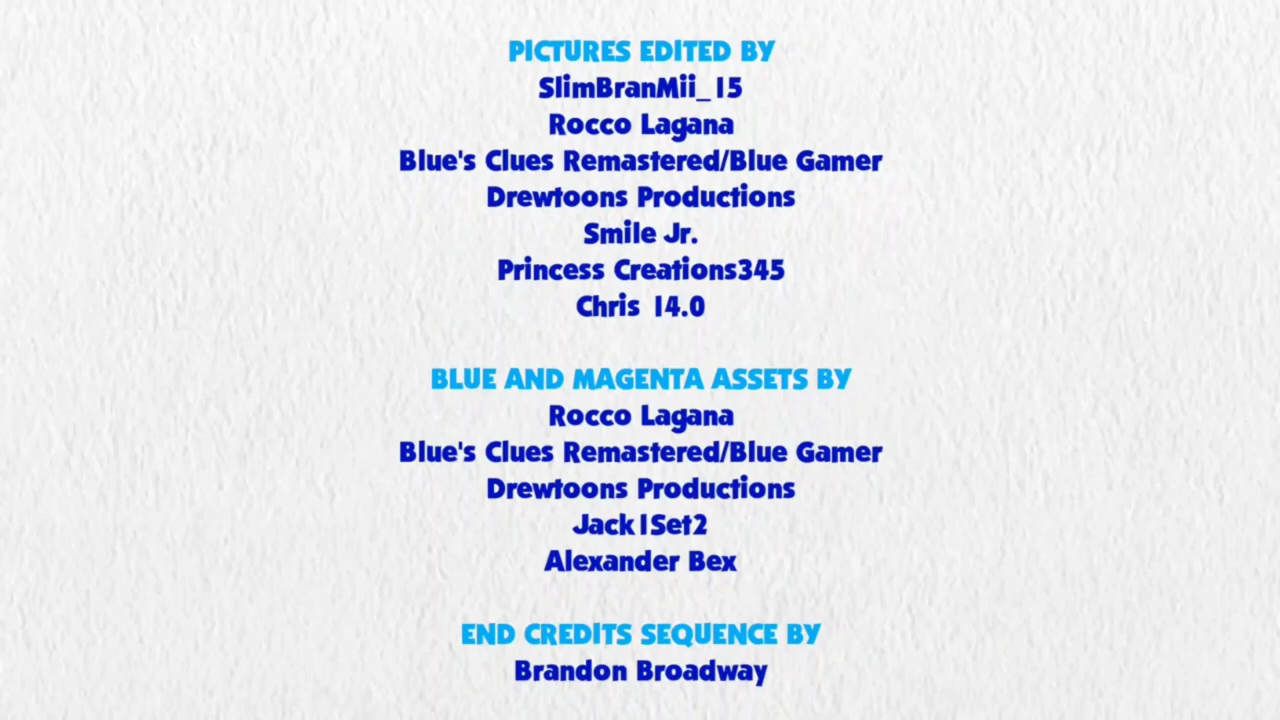 PICTURES EDITED BY
SlimBranMii_15
Rocco Lagana
Blue's Clues Remastered/Blue Gamer
Drewtoons Productions
Smile Jr.
Princess Creations345
Chris 14.0
BLUE AND MAGENTA ASSETS BY
Rocco Lagana
Blue's Clues Remastered/Blue Gamer
Drewtoons Productions
Jack1Set2
Alexander Bex
END CREDITS SEQUENCE BY
Brandon Broadway